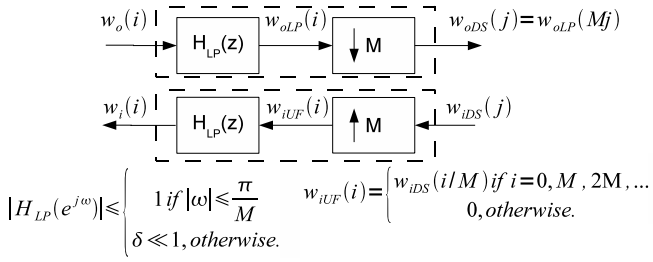 w_o(i) H_LP(z) w_oLP(i) ↓ M w_oDS(j)=w_oLP(Mj)
w_i(i) H_LP(z) w_iUF(i) ↑ M w_iDS(j)
|H_LP(e^{jω})|⩽{1 if |ω|⩽π/M
δ≪1, otherwise.
w_iUF(i)={w_iDS(i/M) if i=0, M, 2M, ...
0, otherwise.